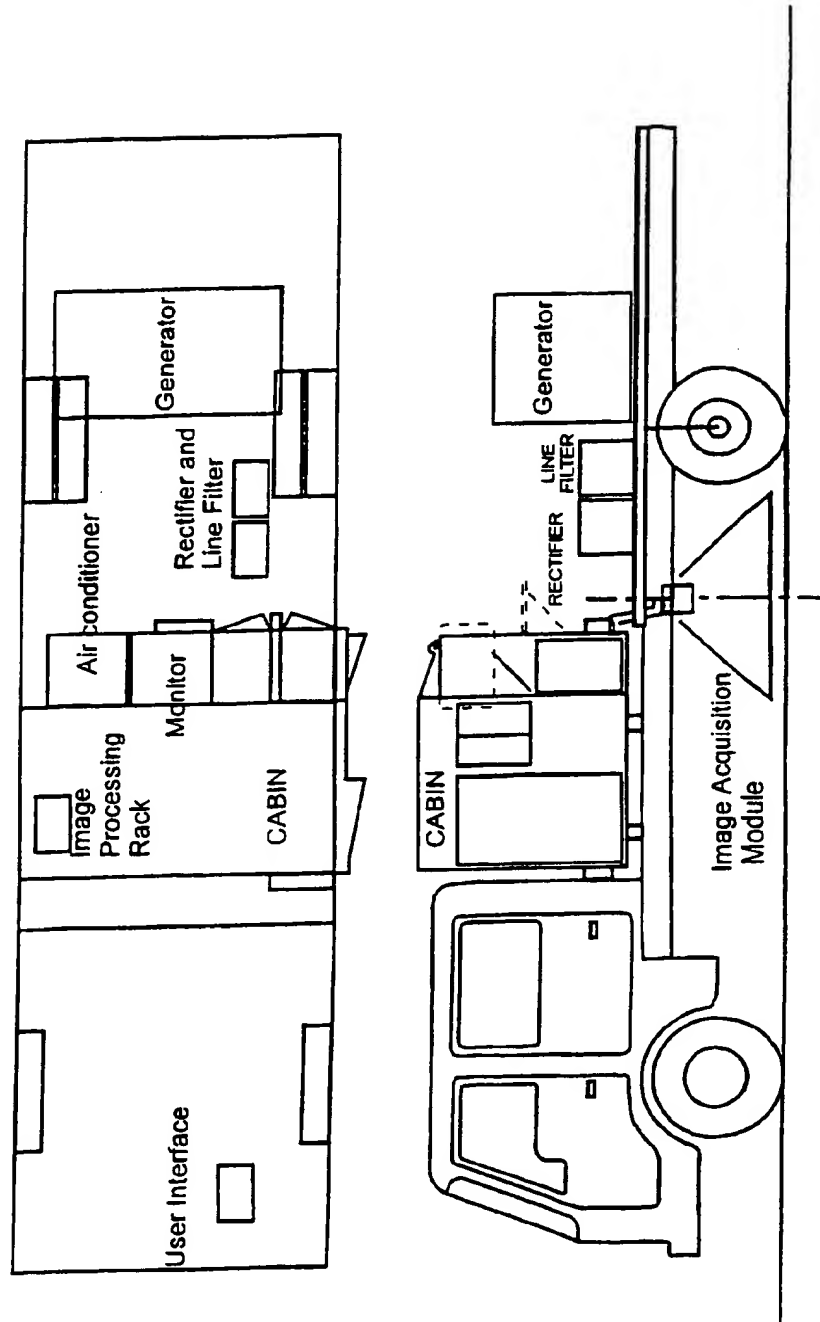 User Interface
Image
Processing
Rack
CABIN
Monitor
Air conditioner
Rectifier and
Line Filter
Generator
CABIN
Image Acquisition
Module
RECTIFIER
LINE
FILTER
Generator